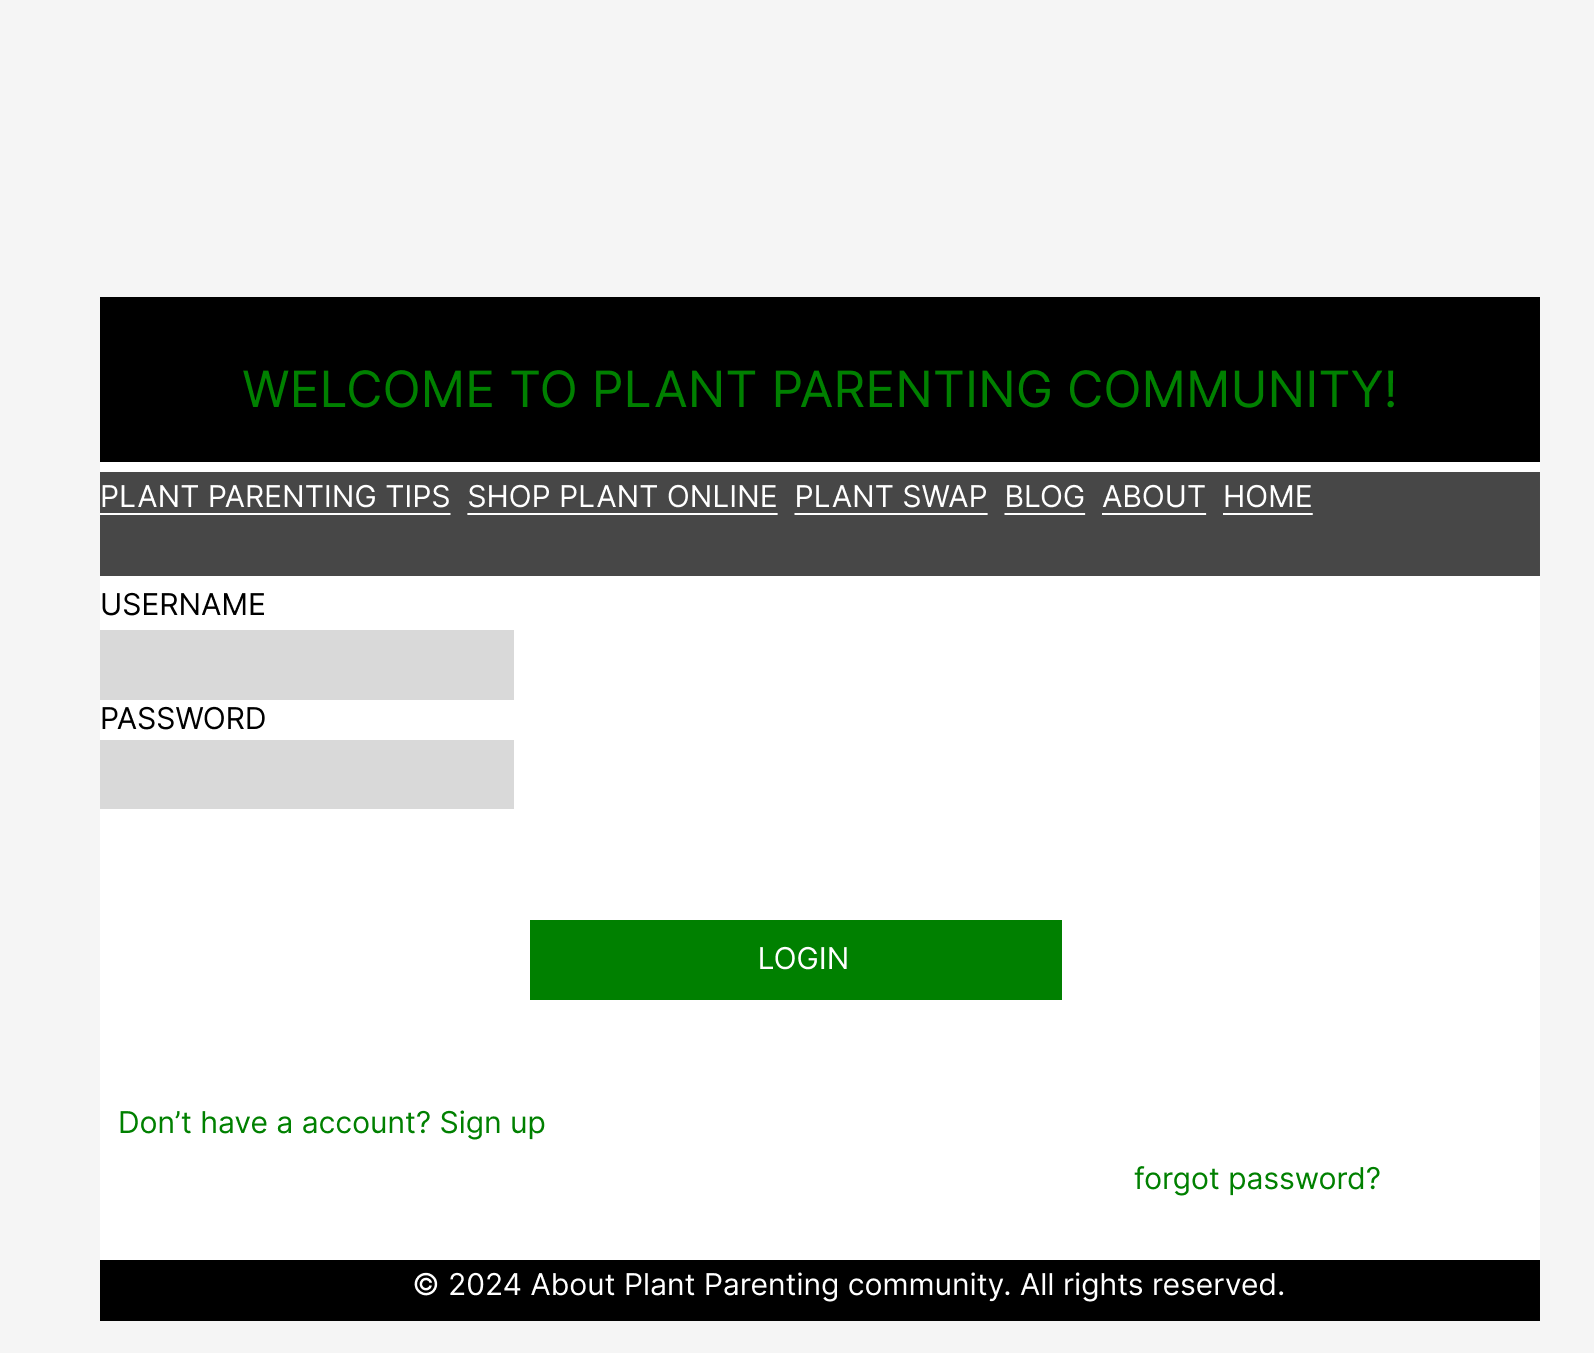 WELCOME TO PLANT PARENTING COMMUNITY!
PLANT PARENTING TIPS SHOP PLANT ONLINE PLANT SWAP BLOG ABOUT HOME
USERNAME
PASSWORD
LOGIN
Don’t have a account? Sign up
forgot password?
© 2024 About Plant Parenting community. All rights reserved.